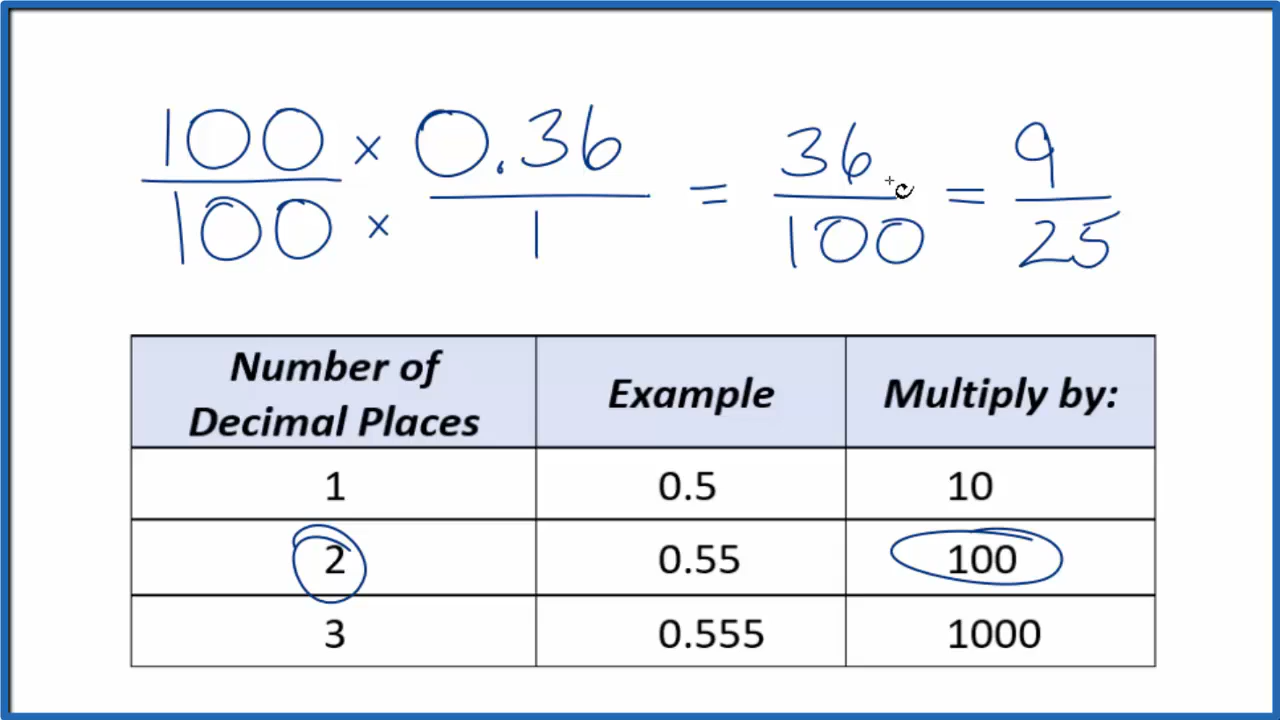 100 × 0.36 = 36 = 9
100 × 1 100 25
Number of Example Multiply by:
Decimal Places
1 0.5 10
2 0.55 100
3 0.555 1000